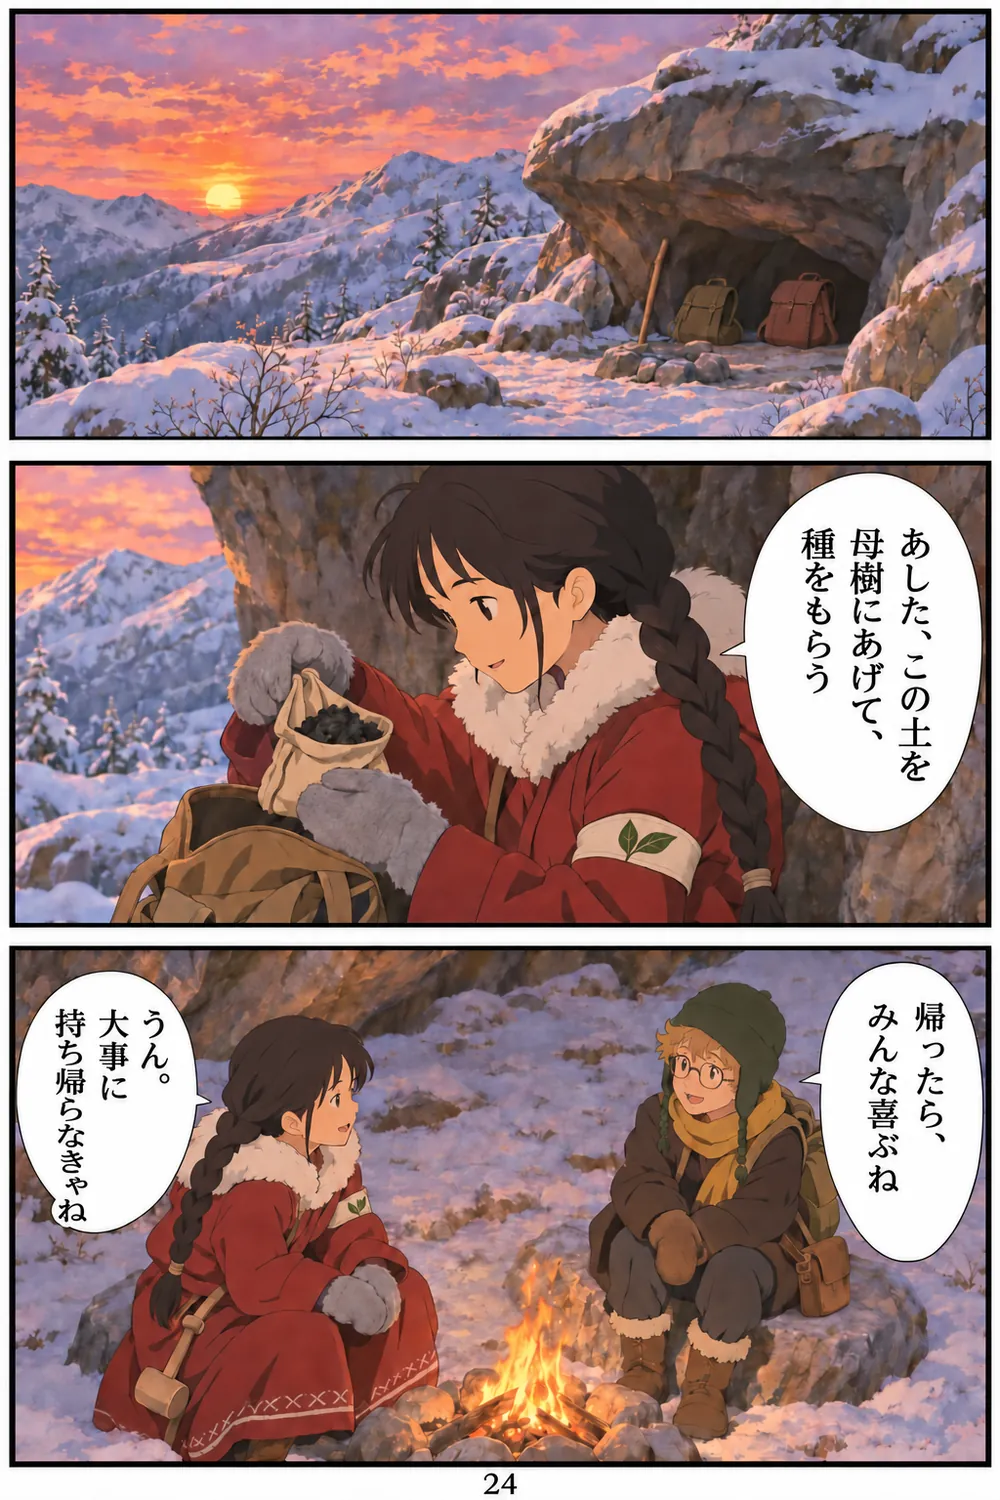 あした、この土を
母樹にあげて、
種をもらう
帰ったら、
みんな喜ぶね
うん。
大事に
持ち帰らなきゃね
24